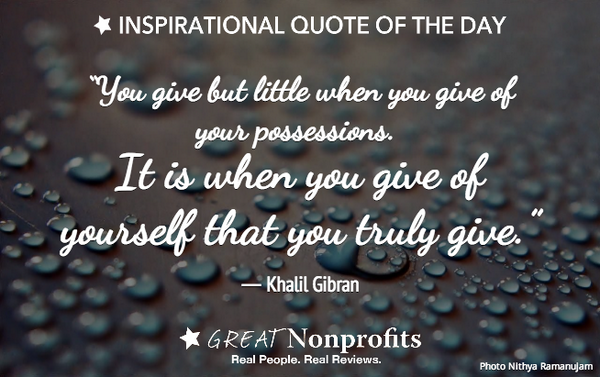 INSPIRATIONAL QUOTE OF THE DAY
“You give but little when you give of
your possessions.
It is when you give of
yourself that you truly give.”
— Khalil Gibran
GREAT Nonprofits
Real People. Real Reviews.
Photo Nithya Ramanujam